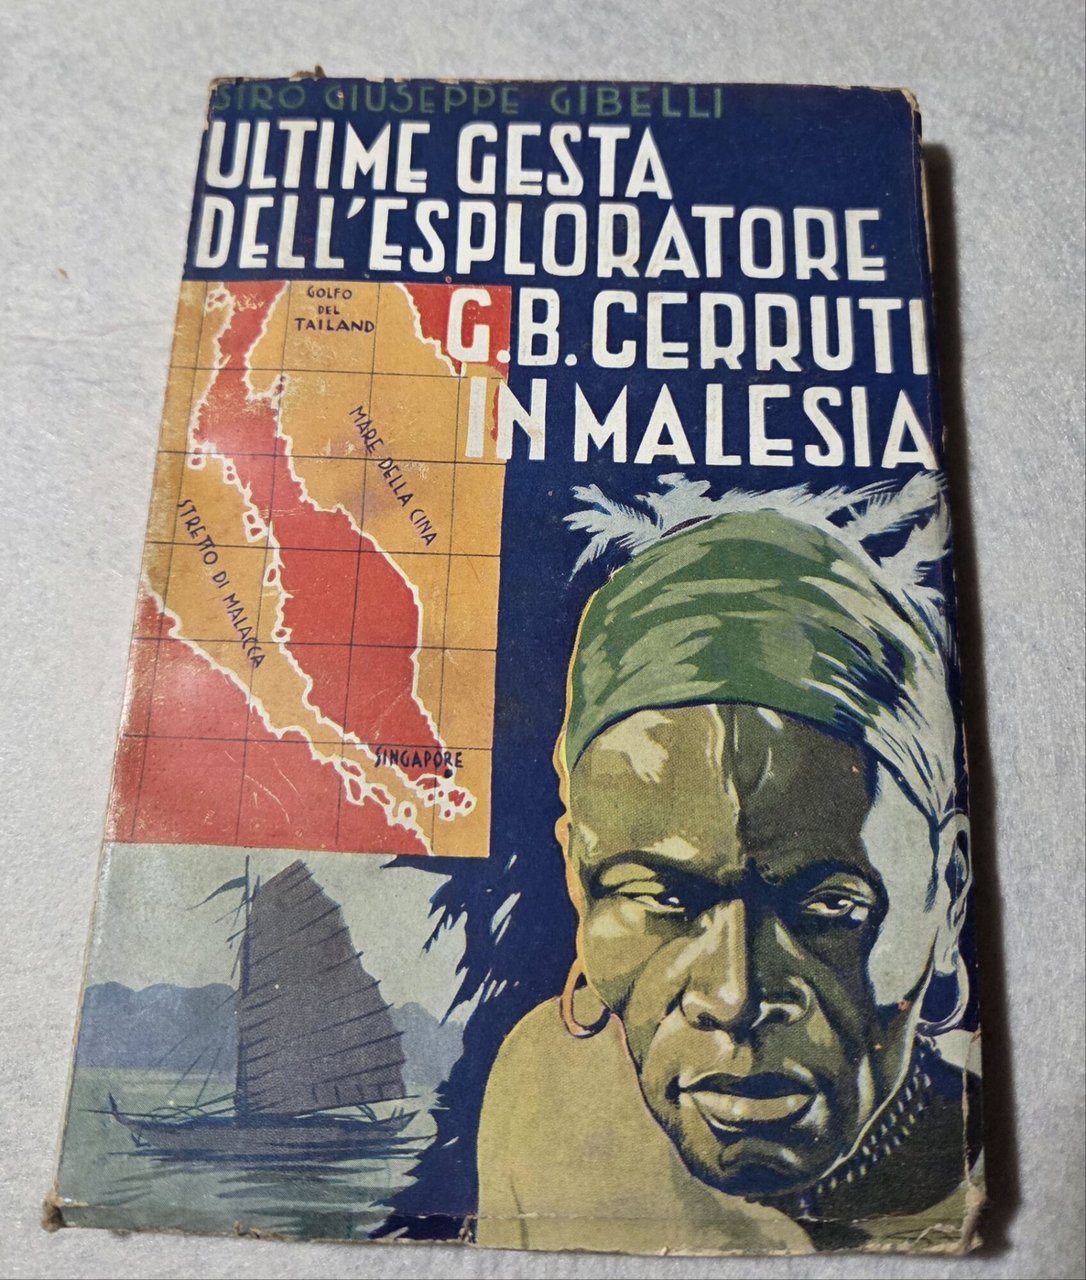 SIRO GIUSEPPE GIBELLI
ULTIME GESTA
DELL'ESPLORATORE
G.B. CERRUTI
IN MALESIA
GOLFO
DEL
TAILAND
MARE DELLA CINA
STRETTO DI MALACCA
SINGAPORE